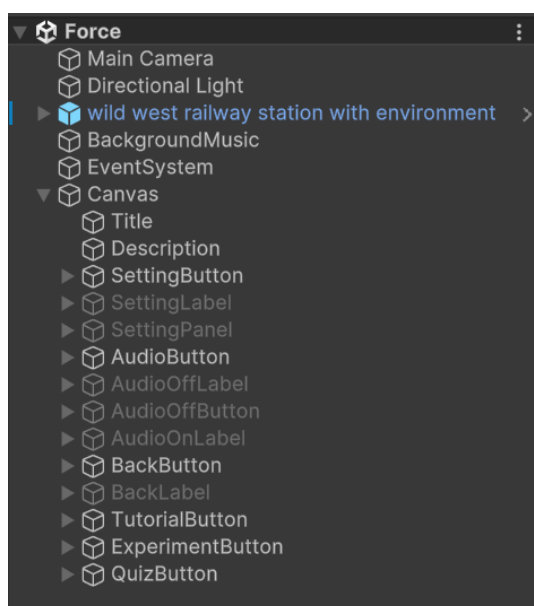 Force
Main Camera
Directional Light
wild west railway station with environment
BackgroundMusic
EventSystem
Canvas
Title
Description
SettingButton
SettingLabel
SettingPanel
AudioButton
AudioOffLabel
AudioOffButton
AudioOnLabel
BackButton
BackLabel
TutorialButton
ExperimentButton
QuizButton